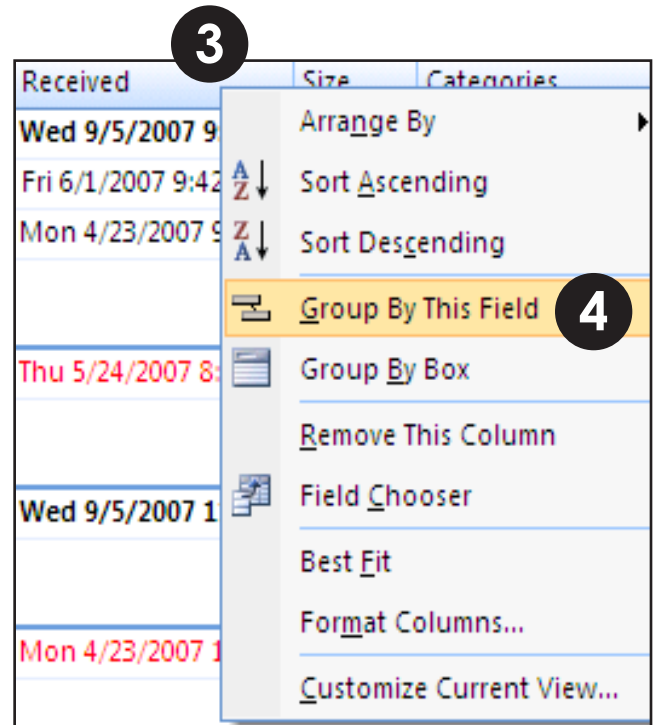 3
Received Size Categories
Wed 9/5/2007 9 Arrange By
Fri 6/1/2007 9:42 Sort Ascending
Mon 4/23/2007 9 Sort Descending
Group By This Field 4
Thu 5/24/2007 8: Group By Box
Remove This Column
Wed 9/5/2007 1 Field Chooser
Best Fit
Format Columns...
Mon 4/23/2007 1
Customize Current View...